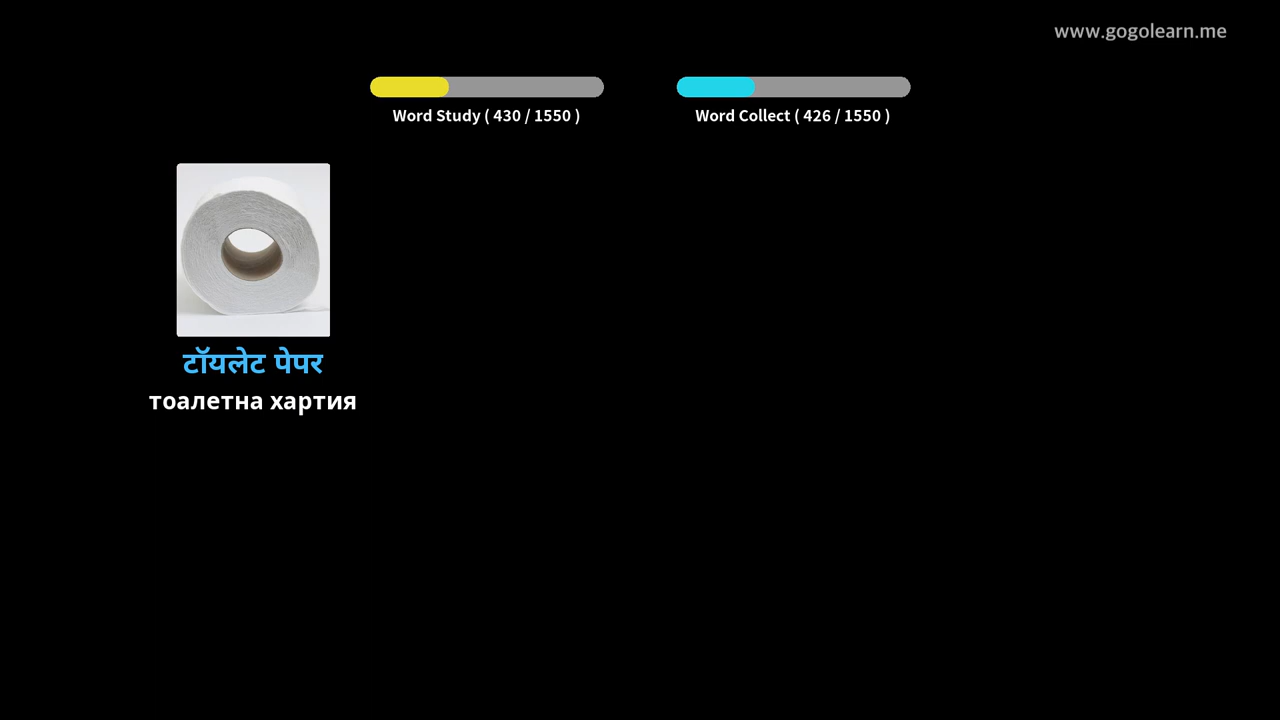 www.gogolearn.me
Word Study ( 430 / 1550 )
Word Collect ( 426 / 1550 )
टॉयलेट पेपर
тоалетна хартия